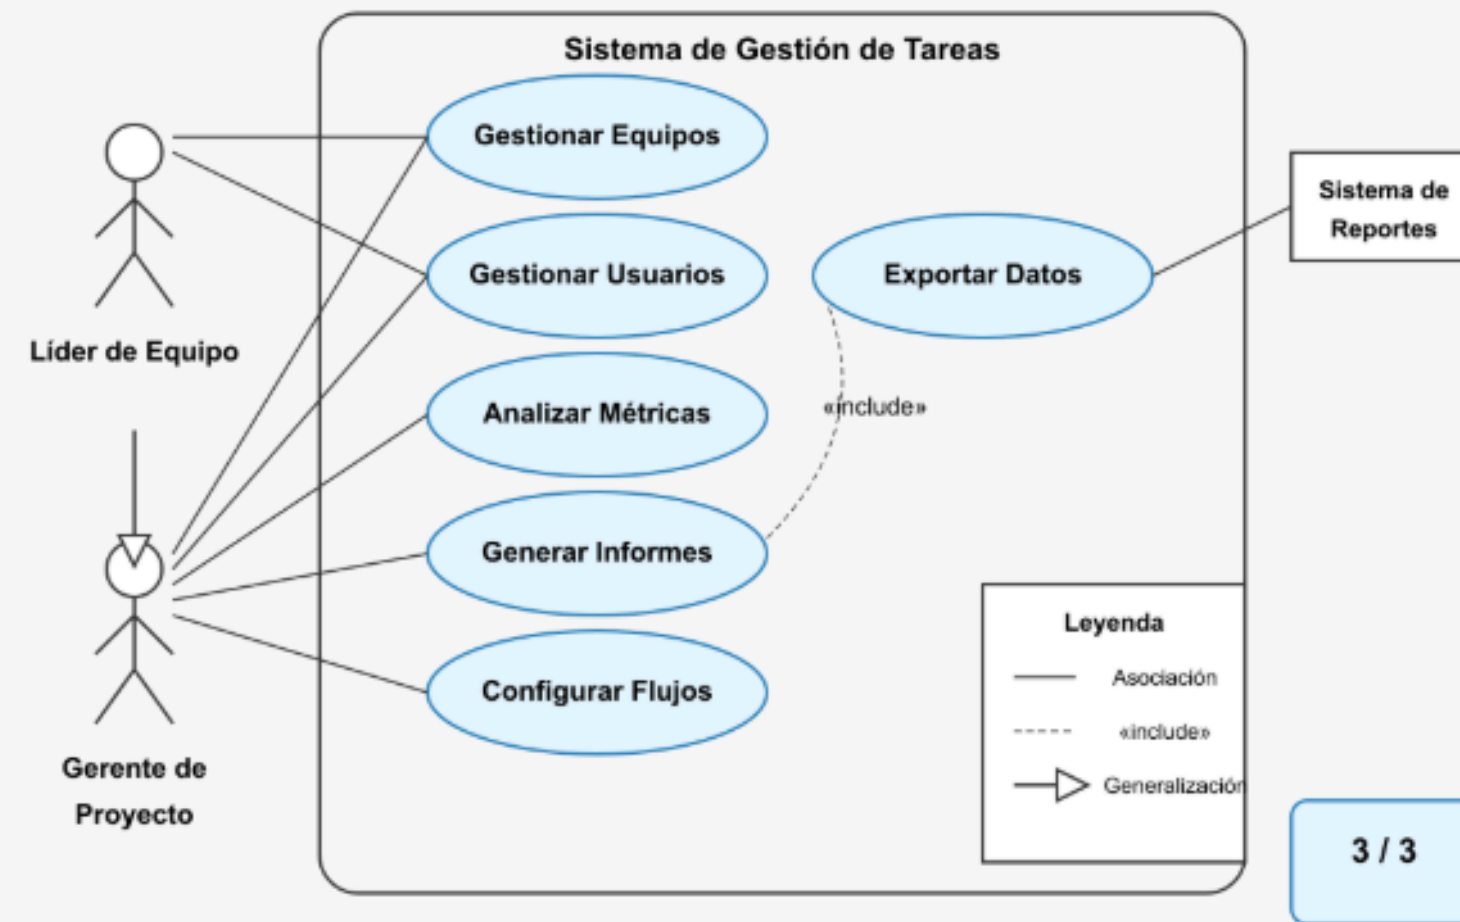 Sistema de Gestión de Tareas
Gestionar Equipos
Sistema de
Reportes
Gestionar Usuarios
Exportar Datos
Líder de Equipo
Analizar Métricas
«include»
Generar Informes
Leyenda
Asociación
Configurar Flujos
«include»
Gerente de
Proyecto
Generalización
3 / 3